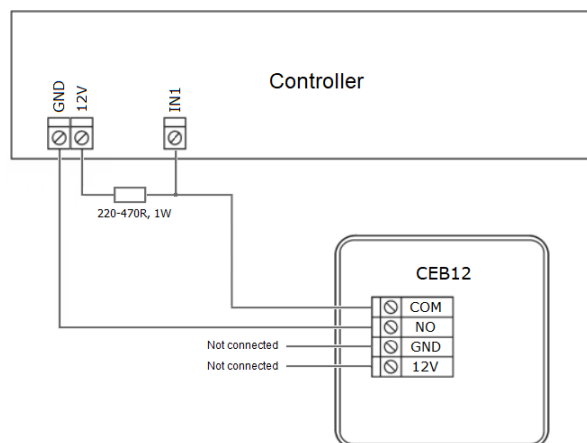 Controller
GND
12V
IN1
220-470R, 1W
CEB12
COM
NO
Not connected
GND
Not connected
12V